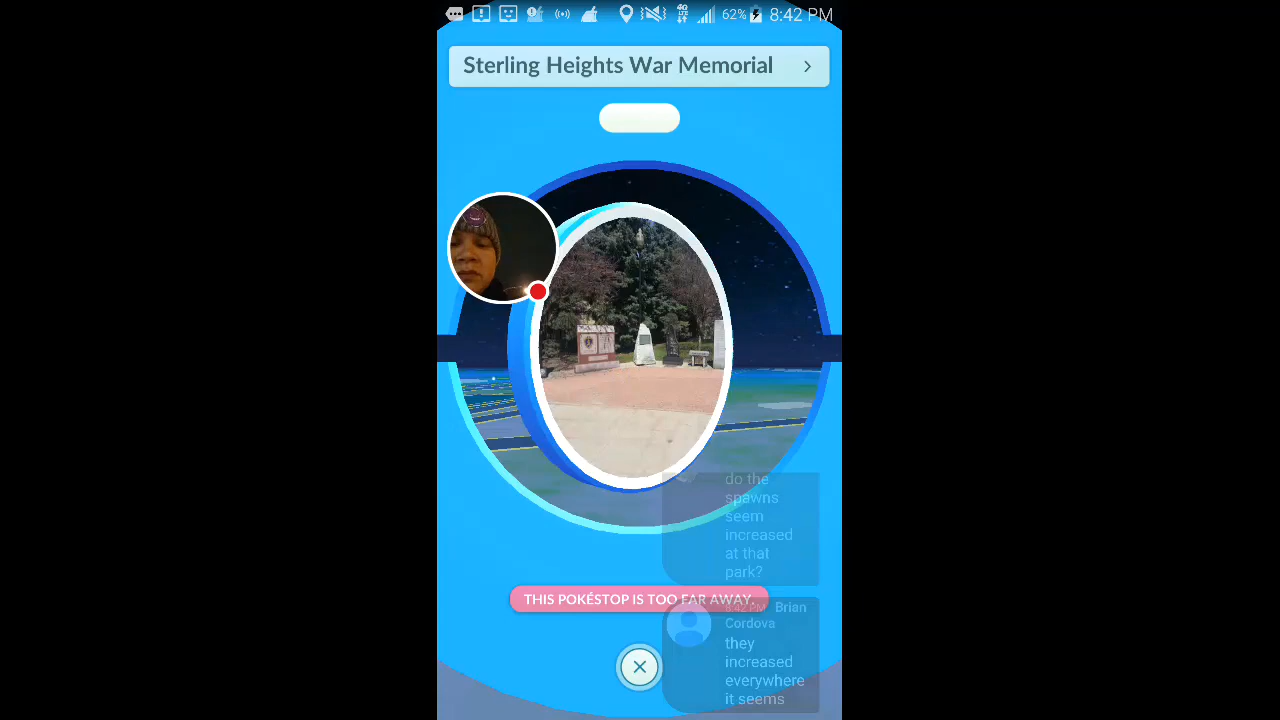 62% 8:42 PM
Sterling Heights War Memorial
do the
spawns
seem
increased
at that
park?
THIS POKÉSTOP IS TOO FAR AWAY.
8:42 PM Brian
Cordova
they
increased
everywhere
it seems